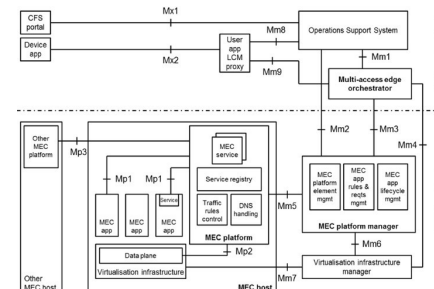 CFS
portal
Mx1
Operations Support System
Device
app
Mx2
User
app
LCM
proxy
Mm8
Mm9
Mm1
Multi-access edge
orchestrator
Mm2
Mm3
Mm4
Other
MEC
platform
Mp3
Mp1
Mp1
MEC
service
Service registry
Traffic
rules
control
DNS
handling
MEC platform
MEC
app
MEC
app
Service
MEC
app
Mm5
MEC
platform
element
mgmt
MEC
app
rules &
reqts mgmt
MEC
app
lifecycle
mgmt
MEC platform manager
Mp2
Data plane
Virtualisation infrastructure
Mm6
Mm7
Virtualisation infrastructure
manager
Other
MEC host
MEC host